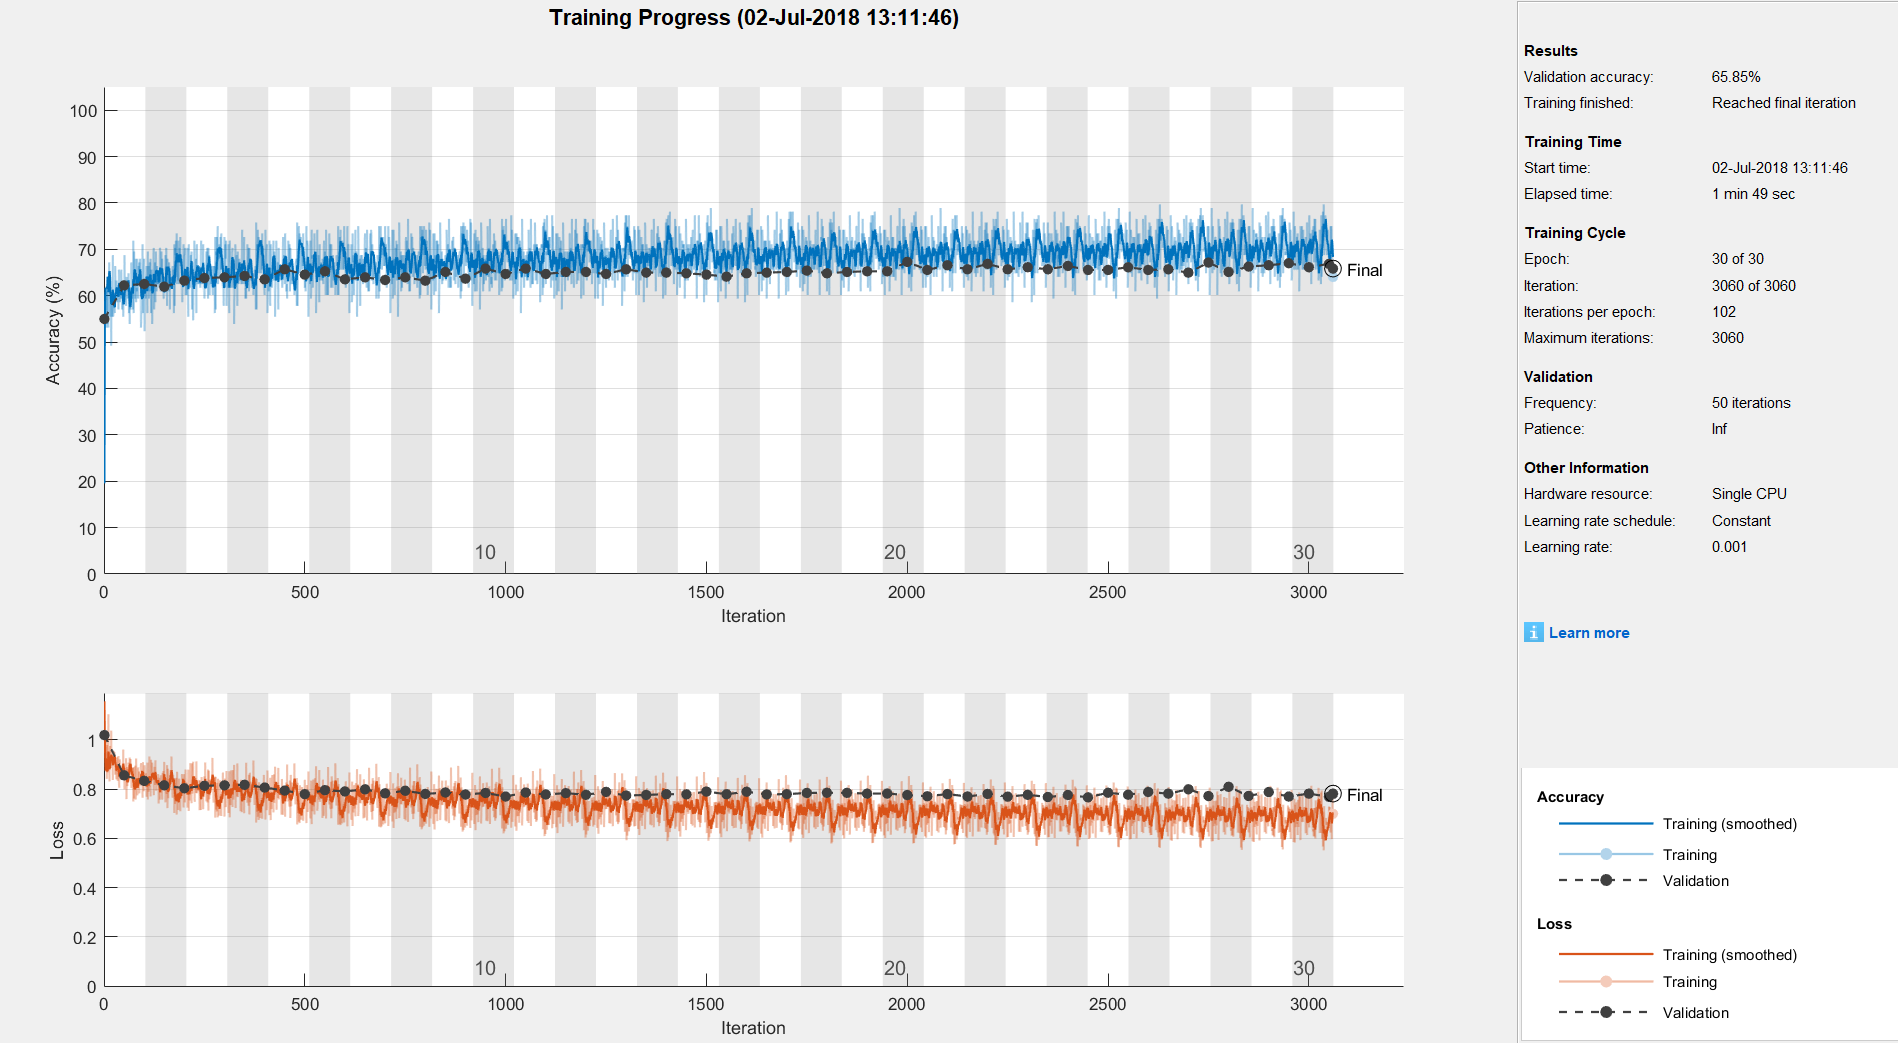 Training Progress (02-Jul-2018 13:11:46)
100
90
80
70
60
50
40
30
20
10
0
Accuracy (%)
Final
10
20
30
0
500
1000
1500
2000
2500
3000
Iteration
1
0.8
0.6
0.4
0.2
0
Loss
Final
10
20
30
0
500
1000
1500
2000
2500
3000
Iteration
Results
Validation accuracy: 65.85%
Training finished: Reached final iteration
Training Time
Start time: 02-Jul-2018 13:11:46
Elapsed time: 1 min 49 sec
Training Cycle
Epoch: 30 of 30
Iteration: 3060 of 3060
Iterations per epoch: 102
Maximum iterations: 3060
Validation
Frequency: 50 iterations
Patience: Inf
Other Information
Hardware resource: Single CPU
Learning rate schedule: Constant
Learning rate: 0.001
i Learn more
Accuracy
Training (smoothed)
Training
Validation
Loss
Training (smoothed)
Training
Validation